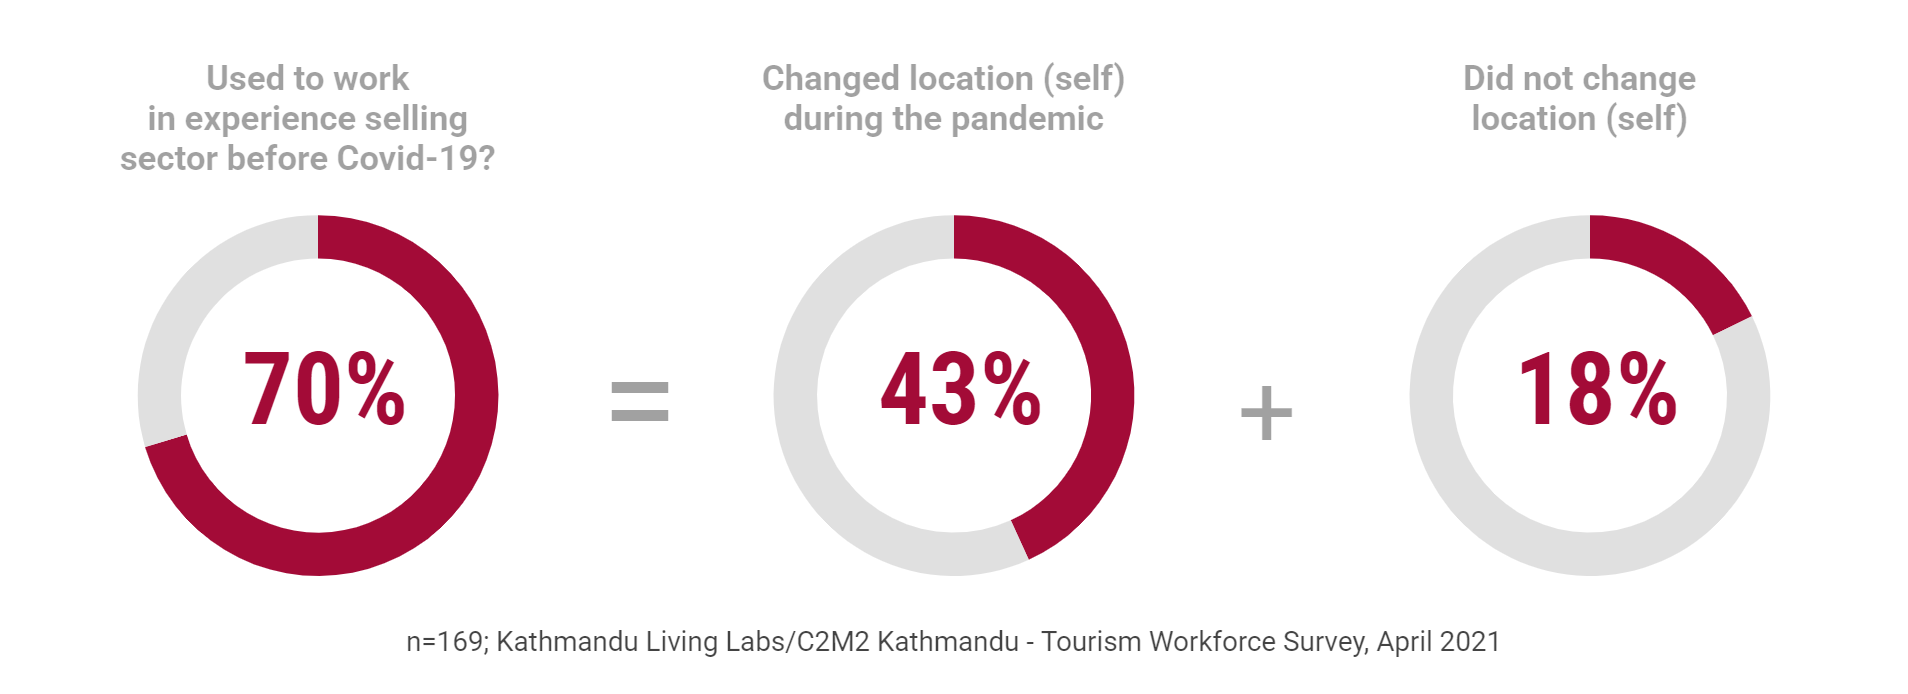 Used to work
in experience selling
sector before Covid-19?
Changed location (self)
during the pandemic
Did not change
location (self)
70%
=
43%
+
18%
n=169; Kathmandu Living Labs/C2M2 Kathmandu - Tourism Workforce Survey, April 2021